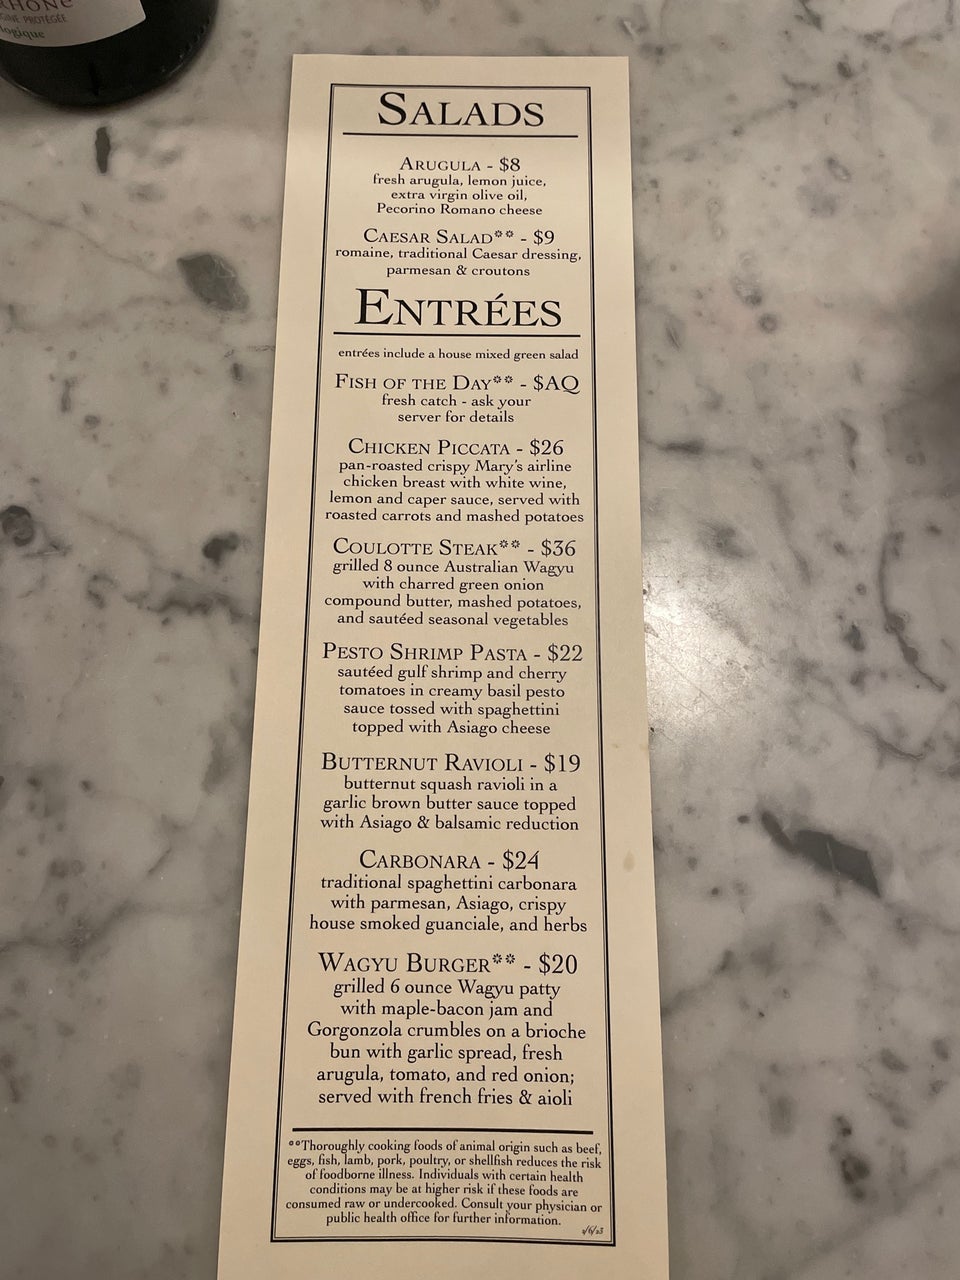 RHÔNE
GINE PROTÉGÉE
logique
SALADS
ARUGULA - $8
fresh arugula, lemon juice,
extra virgin olive oil,
Pecorino Romano cheese
CAESAR SALAD** - $9
romaine, traditional Caesar dressing,
parmesan & croutons
ENTRÉES
entrées include a house mixed green salad
FISH OF THE DAY** - $AQ
fresh catch - ask your
server for details
CHICKEN PICCATA - $26
pan-roasted crispy Mary's airline
chicken breast with white wine,
lemon and caper sauce, served with
roasted carrots and mashed potatoes
COULOTTE STEAK** - $36
grilled 8 ounce Australian Wagyu
with charred green onion
compound butter, mashed potatoes,
and sautéed seasonal vegetables
PESTO SHRIMP PASTA - $22
sautéed gulf shrimp and cherry
tomatoes in creamy basil pesto
sauce tossed with spaghettini
topped with Asiago cheese
BUTTERNUT RAVIOLI - $19
butternut squash ravioli in a
garlic brown butter sauce topped
with Asiago & balsamic reduction
CARBONARA - $24
traditional spaghettini carbonara
with parmesan, Asiago, crispy
house smoked guanciale, and herbs
WAGYU BURGER** - $20
grilled 6 ounce Wagyu patty
with maple-bacon jam and
Gorgonzola crumbles on a brioche
bun with garlic spread, fresh
arugula, tomato, and red onion;
served with french fries & aioli
**Thoroughly cooking foods of animal origin such as beef,
eggs, fish, lamb, pork, poultry, or shellfish reduces the risk
of foodborne illness. Individuals with certain health
conditions may be at higher risk if these foods are
consumed raw or undercooked. Consult your physician or
public health office for further information.
2/6/23